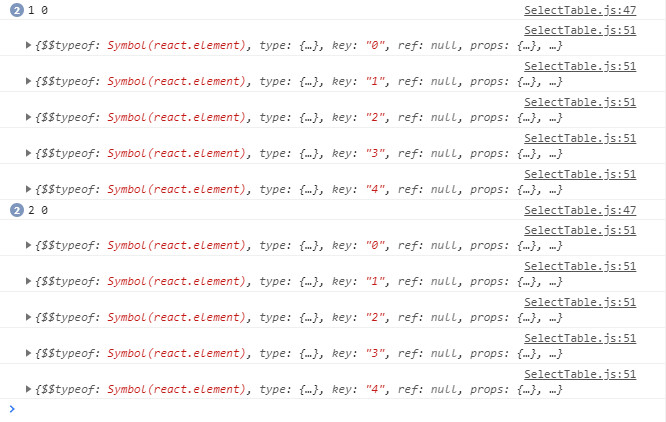 2 1 0 SelectTable.js:47
SelectTable.js:51
▶{$$typeof: Symbol(react.element), type: {…}, key: "0", ref: null, props: {…}, …}
SelectTable.js:51
▶{$$typeof: Symbol(react.element), type: {…}, key: "1", ref: null, props: {…}, …}
SelectTable.js:51
▶{$$typeof: Symbol(react.element), type: {…}, key: "2", ref: null, props: {…}, …}
SelectTable.js:51
▶{$$typeof: Symbol(react.element), type: {…}, key: "3", ref: null, props: {…}, …}
SelectTable.js:51
▶{$$typeof: Symbol(react.element), type: {…}, key: "4", ref: null, props: {…}, …}
2 2 0 SelectTable.js:47
SelectTable.js:51
▶{$$typeof: Symbol(react.element), type: {…}, key: "0", ref: null, props: {…}, …}
SelectTable.js:51
▶{$$typeof: Symbol(react.element), type: {…}, key: "1", ref: null, props: {…}, …}
SelectTable.js:51
▶{$$typeof: Symbol(react.element), type: {…}, key: "2", ref: null, props: {…}, …}
SelectTable.js:51
▶{$$typeof: Symbol(react.element), type: {…}, key: "3", ref: null, props: {…}, …}
SelectTable.js:51
▶{$$typeof: Symbol(react.element), type: {…}, key: "4", ref: null, props: {…}, …}
>